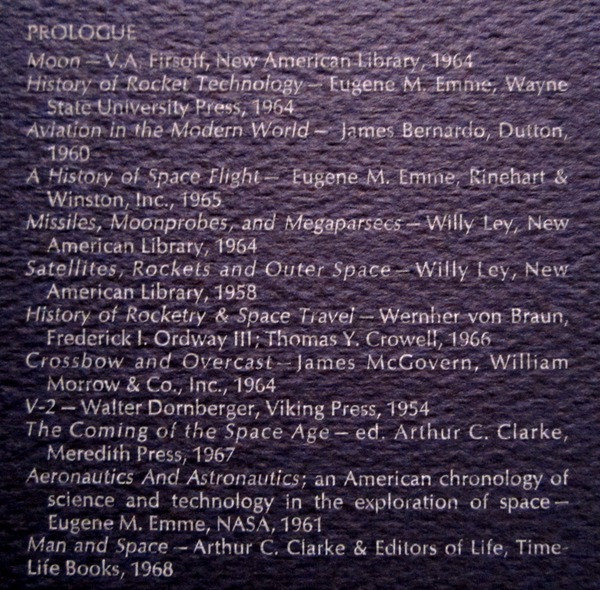 PROLOGUE
Moon — V.A. Firsoff, New American Library, 1964
History of Rocket Technology — Eugene M. Emme, Wayne
State University Press, 1964
Aviation in the Modern World — James Bernardo, Dutton,
1960
A History of Space Flight — Eugene M. Emme, Rinehart &
Winston, Inc., 1965
Missiles, Moonprobes, and Megaparsecs — Willy Ley, New
American Library, 1964
Satellites, Rockets and Outer Space — Willy Ley, New
American Library, 1958
History of Rocketry & Space Travel — Wernher von Braun,
Frederick I. Ordway III; Thomas Y. Crowell, 1966
Crossbow and Overcast — James McGovern, William
Morrow & Co., Inc., 1964
V-2 — Walter Dornberger, Viking Press, 1954
The Coming of the Space Age — ed. Arthur C. Clarke,
Meredith Press, 1967
Aeronautics And Astronautics; an American chronology of
science and technology in the exploration of space —
Eugene M. Emme, NASA, 1961
Man and Space — Arthur C. Clarke & Editors of Life, Time-
Life Books, 1968